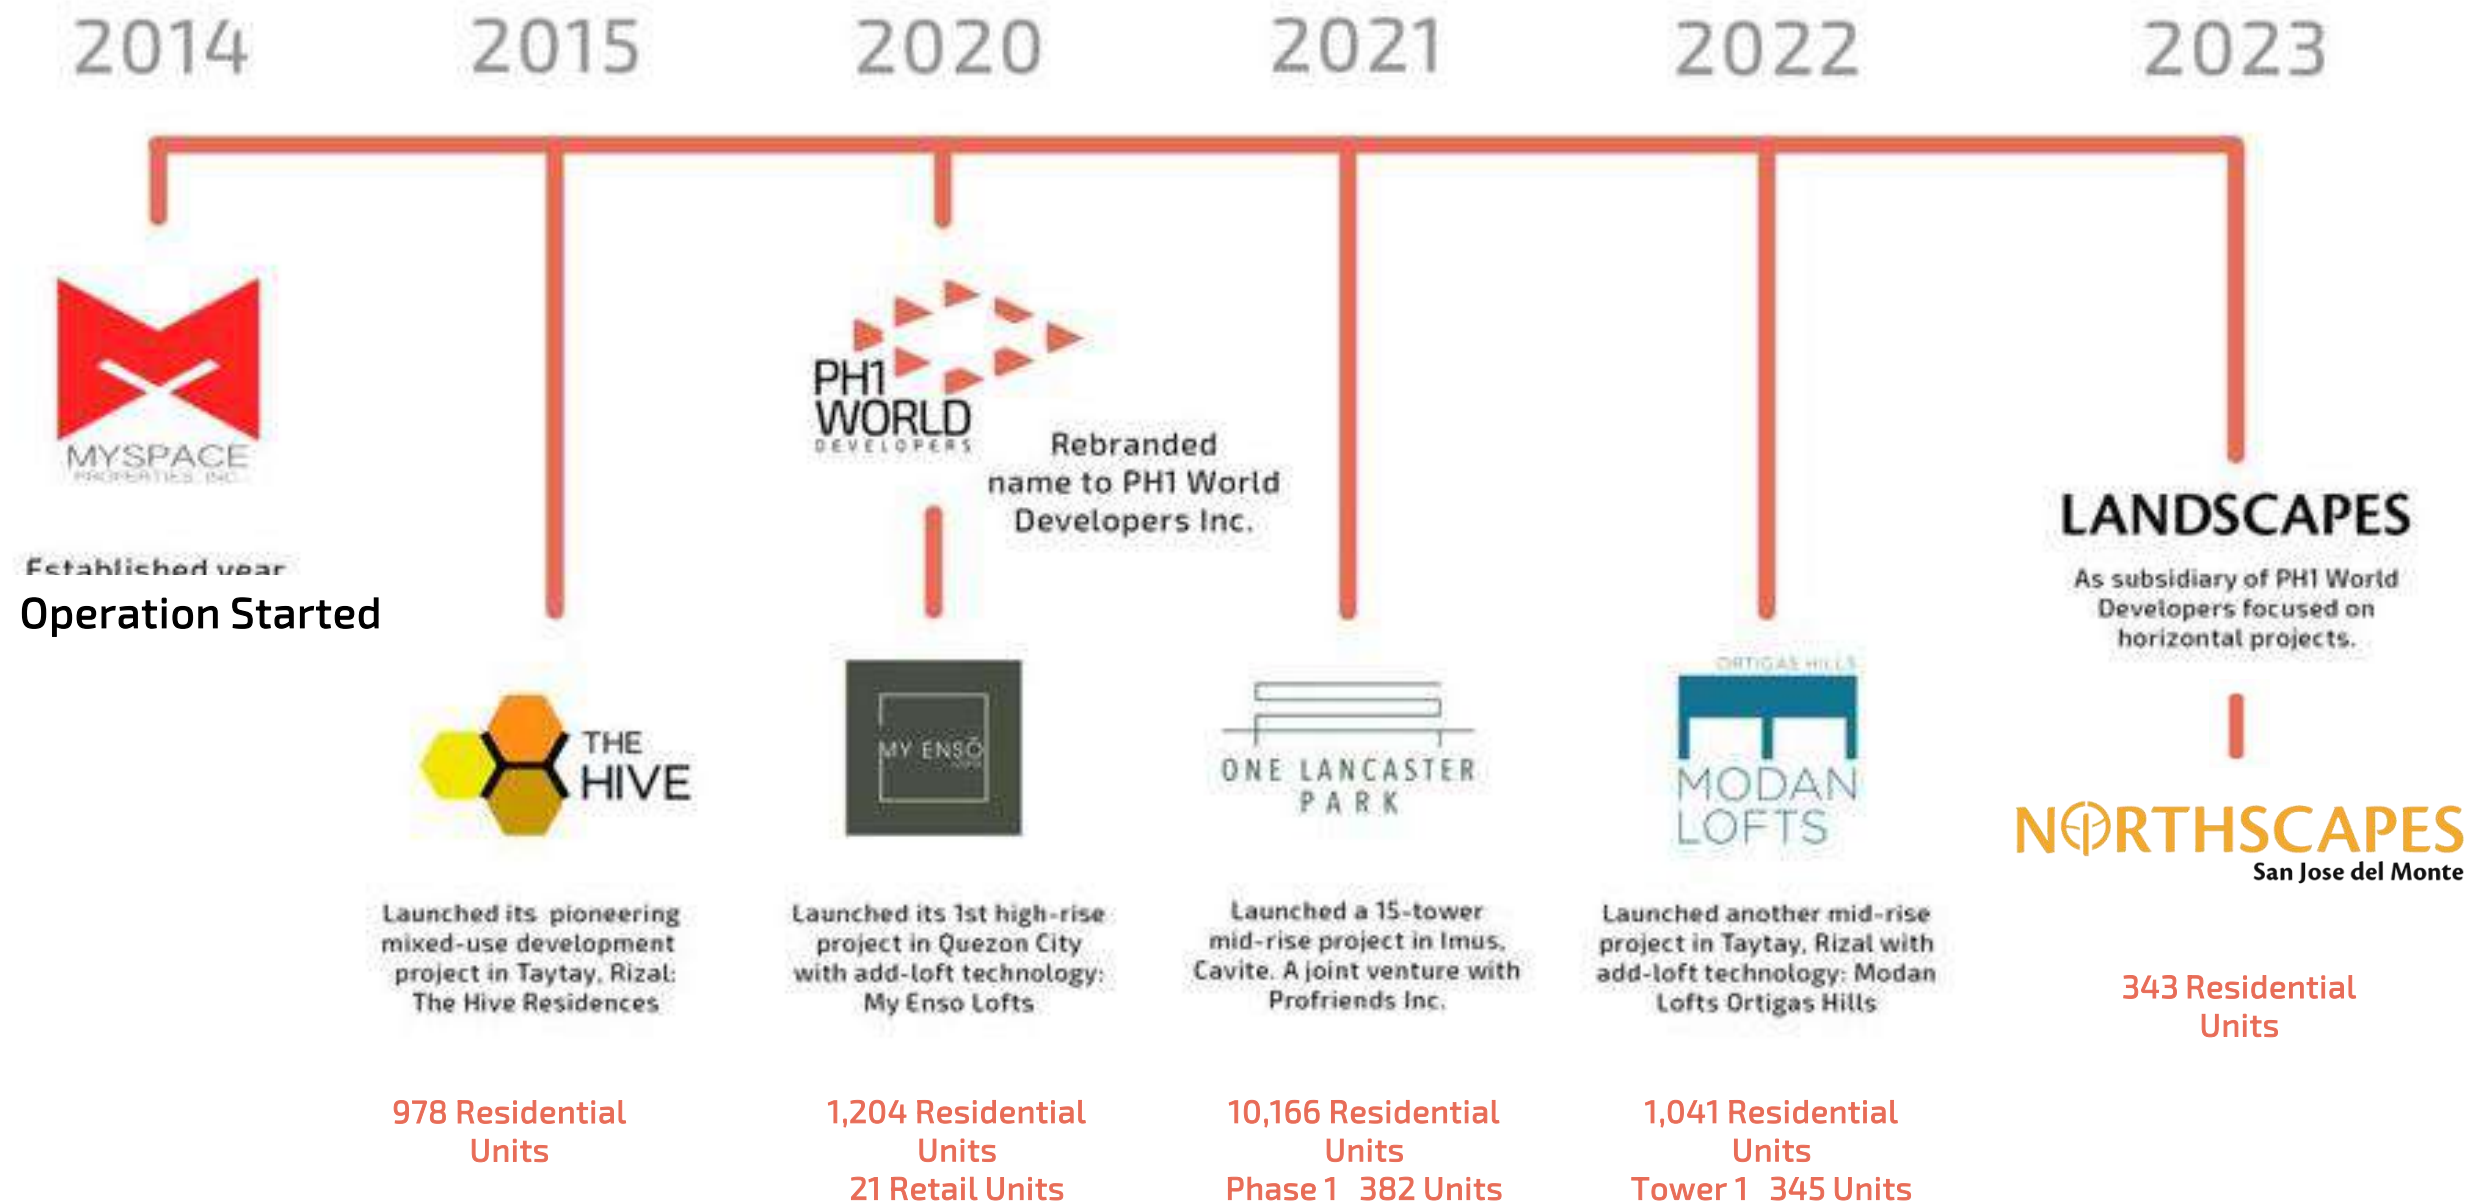 2014
2015
2020
2021
2022
2023
MYSPACE
PROPERTIES, INC.
Established year
Operation Started
THE
HIVE
Launched its pioneering
mixed-use development
project in Taytay, Rizal:
The Hive Residences
978 Residential
Units
PH1
WORLD
DEVELOPERS
Rebranded
name to PH1 World
Developers Inc.
MY ENSŌ
Launched its 1st high-rise
project in Quezon City
with add-loft technology:
My Enso Lofts
1,204 Residential
Units
21 Retail Units
ONE LANCASTER
PARK
Launched a 15-tower
mid-rise project in Imus,
Cavite. A joint venture with
Profriends Inc.
10,166 Residential
Units
Phase 1 382 Units
ORTIGAS HILLS
MODAN
LOFTS
Launched another mid-rise
project in Taytay, Rizal with
add-loft technology: Modan
Lofts Ortigas Hills
1,041 Residential
Units
Tower 1 345 Units
LANDSCAPES
As subsidiary of PH1 World
Developers focused on
horizontal projects.
NORTHSCAPES
San Jose del Monte
343 Residential
Units